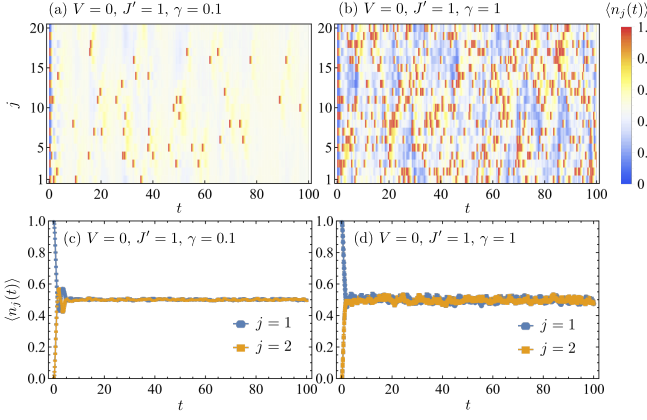 (a) V = 0, J′ = 1, γ = 0.1
(b) V = 0, J′ = 1, γ = 1
⟨n_j(t)⟩
20
15
10
5
1
j
0 20 40 60 80 100
t
20
15
10
5
1
0 20 40 60 80 100
t
1.
0.
0.
0.
0.
0
(c) V = 0, J′ = 1, γ = 0.1
1.0
0.8
0.6
0.4
0.2
0.0
⟨n_j(t)⟩
j = 1
j = 2
0 20 40 60 80 100
t
(d) V = 0, J′ = 1, γ = 1
1.0
0.8
0.6
0.4
0.2
0.0
j = 1
j = 2
0 20 40 60 80 100
t